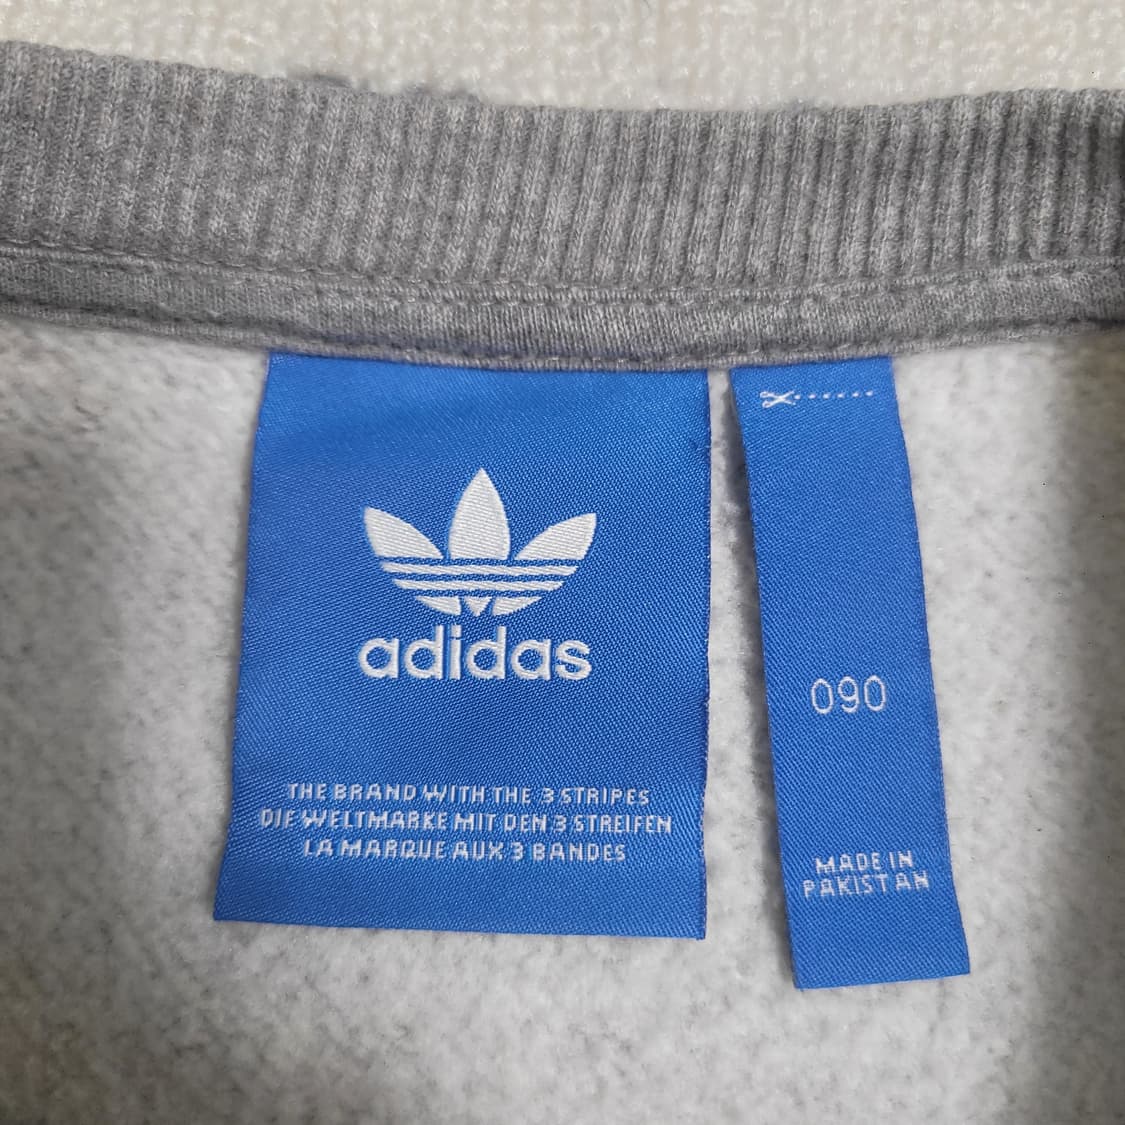 adidas
THE BRAND WITH THE 3 STRIPES
DIE WELTMARKE MIT DEN 3 STREIFEN
LA MARQUE AUX 3 BANDES
090
MADE IN
PAKISTAN